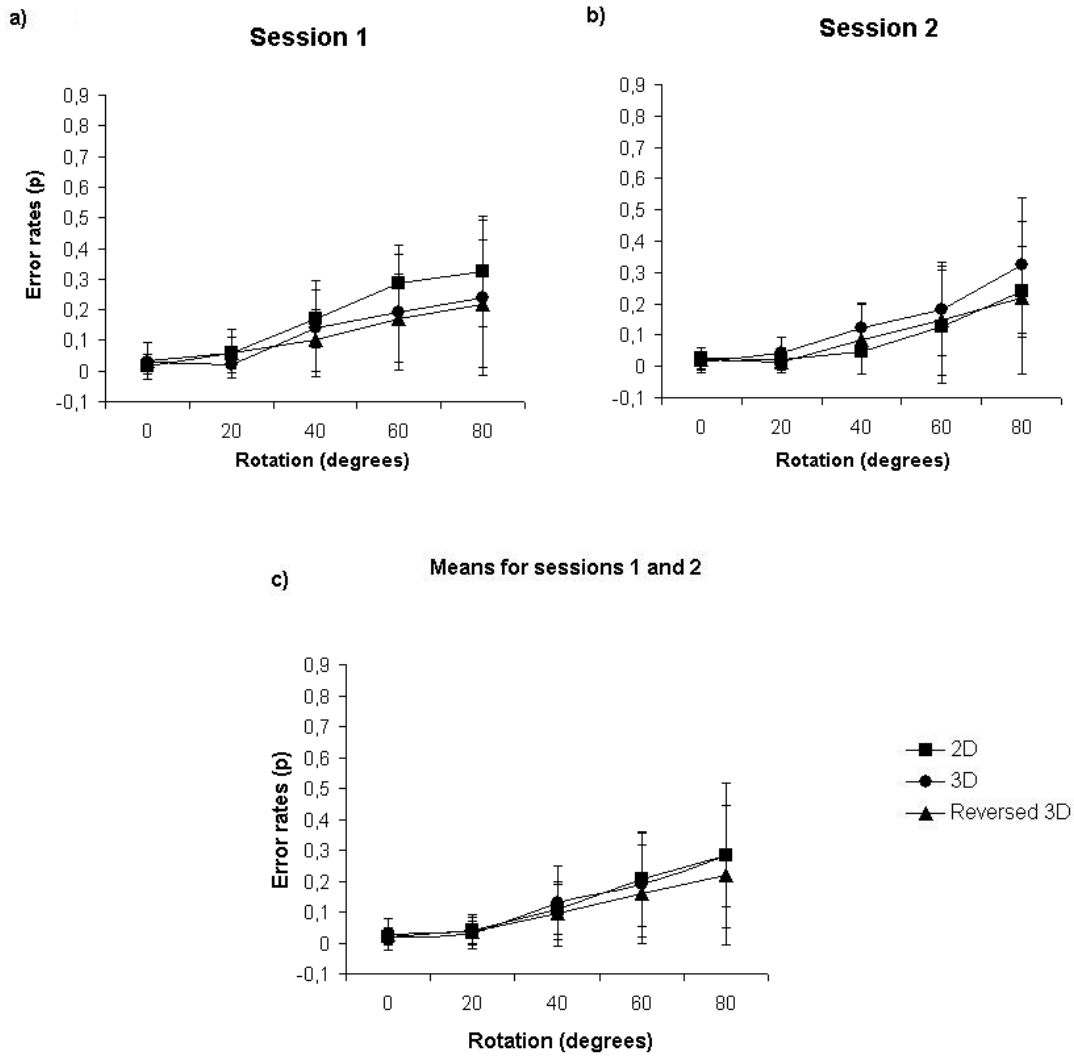 a)
Session 1
0,9
0,8
0,7
0,6
0,5
0,4
0,3
0,2
0,1
0
-0,1
Error rates (p)
0 20 40 60 80
Rotation (degrees)
b)
Session 2
0,9
0,8
0,7
0,6
0,5
0,4
0,3
0,2
0,1
0
-0,1
0 20 40 60 80
Rotation (degrees)
c)
Means for sessions 1 and 2
0,9
0,8
0,7
0,6
0,5
0,4
0,3
0,2
0,1
0
-0,1
Error rates (p)
0 20 40 60 80
Rotation (degrees)
2D
3D
Reversed 3D